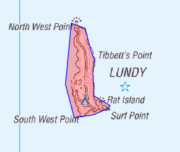 North West Point
Tibbett's Point
LUNDY
Rat Island
South West Point
Surf Point